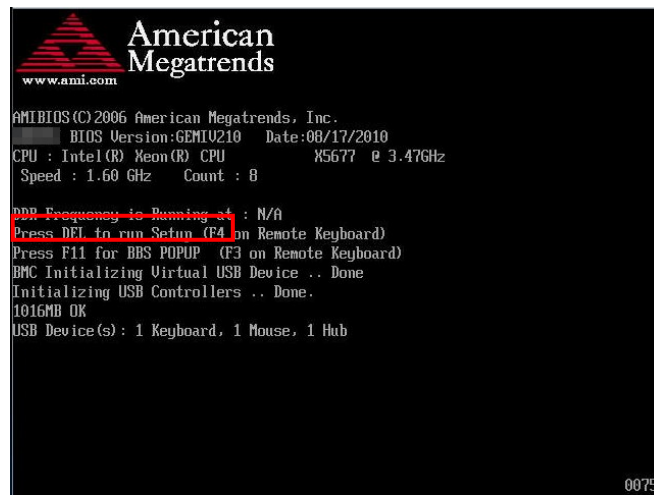 American
Megatrends
www.ami.com
AMIBIOS(C)2006 American Megatrends, Inc.
BIOS Version:GEMIV210 Date:08/17/2010
CPU : Intel(R) Xeon(R) CPU X5677 @ 3.47GHz
Speed : 1.60 GHz Count : 8
DDR Frequency is Running at : N/A
Press DEL to run Setup (F4 on Remote Keyboard)
Press F11 for BBS POPUP (F3 on Remote Keyboard)
BMC Initializing Virtual USB Device .. Done
Initializing USB Controllers .. Done.
1016MB OK
USB Device(s): 1 Keyboard, 1 Mouse, 1 Hub
0075